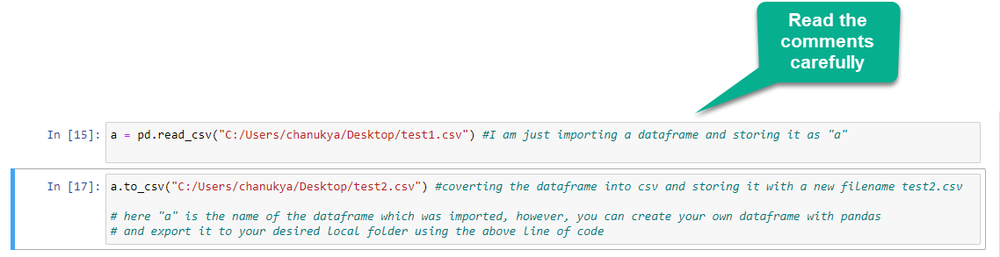 Read the
comments
carefully
In [15]: a = pd.read_csv("C:/Users/chanukya/Desktop/test1.csv") #I am just importing a dataframe and storing it as "a"
In [17]: a.to_csv("C:/Users/chanukya/Desktop/test2.csv") #coverting the dataframe into csv and storing it with a new filename test2.csv
# here "a" is the name of the dataframe which was imported, however, you can create your own dataframe with pandas
# and export it to your desired local folder using the above line of code